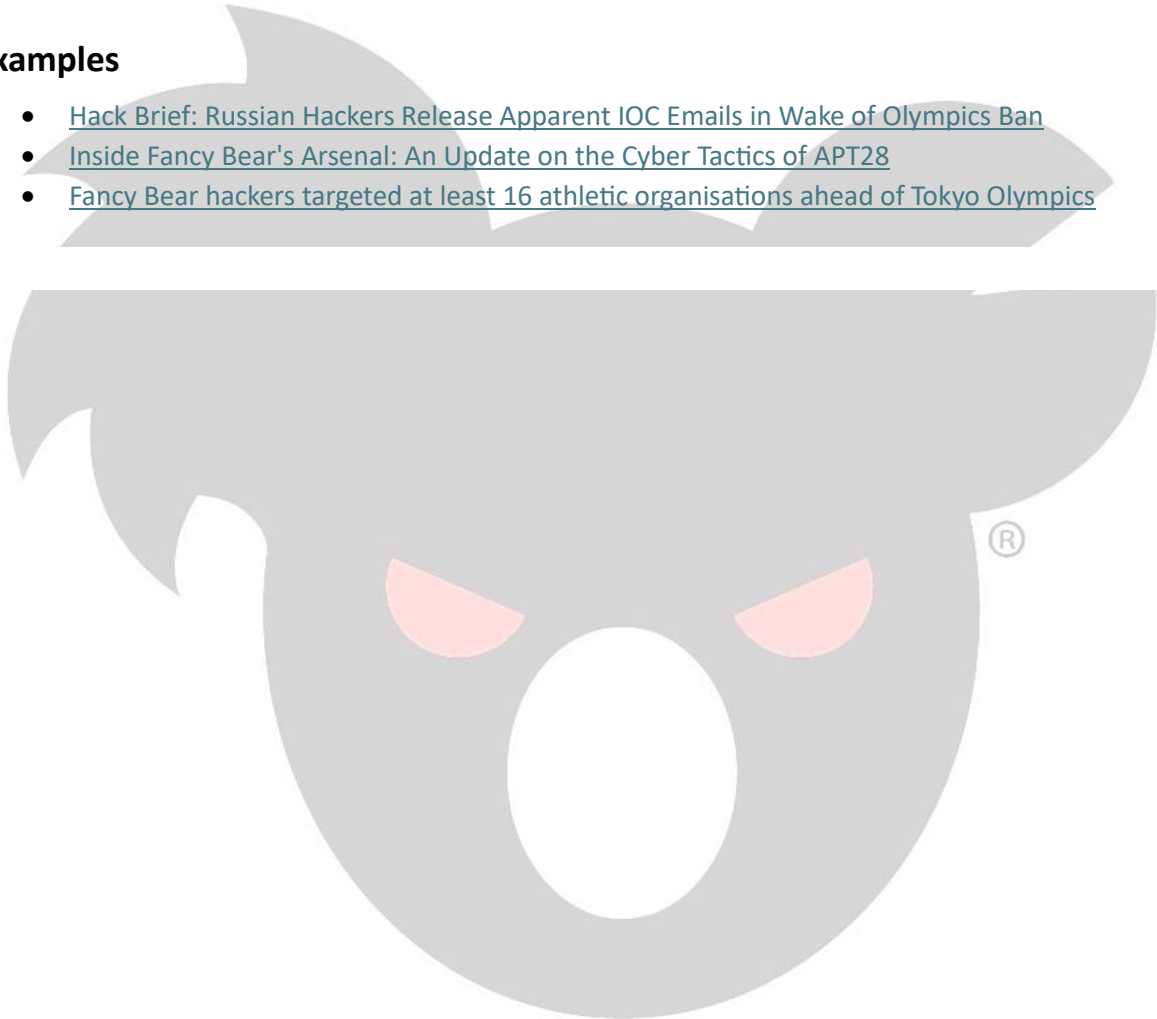 xamples
• Hack Brief: Russian Hackers Release Apparent IOC Emails in Wake of Olympics Ban
• Inside Fancy Bear's Arsenal: An Update on the Cyber Tactics of APT28
• Fancy Bear hackers targeted at least 16 athletic organisations ahead of Tokyo Olympics
®